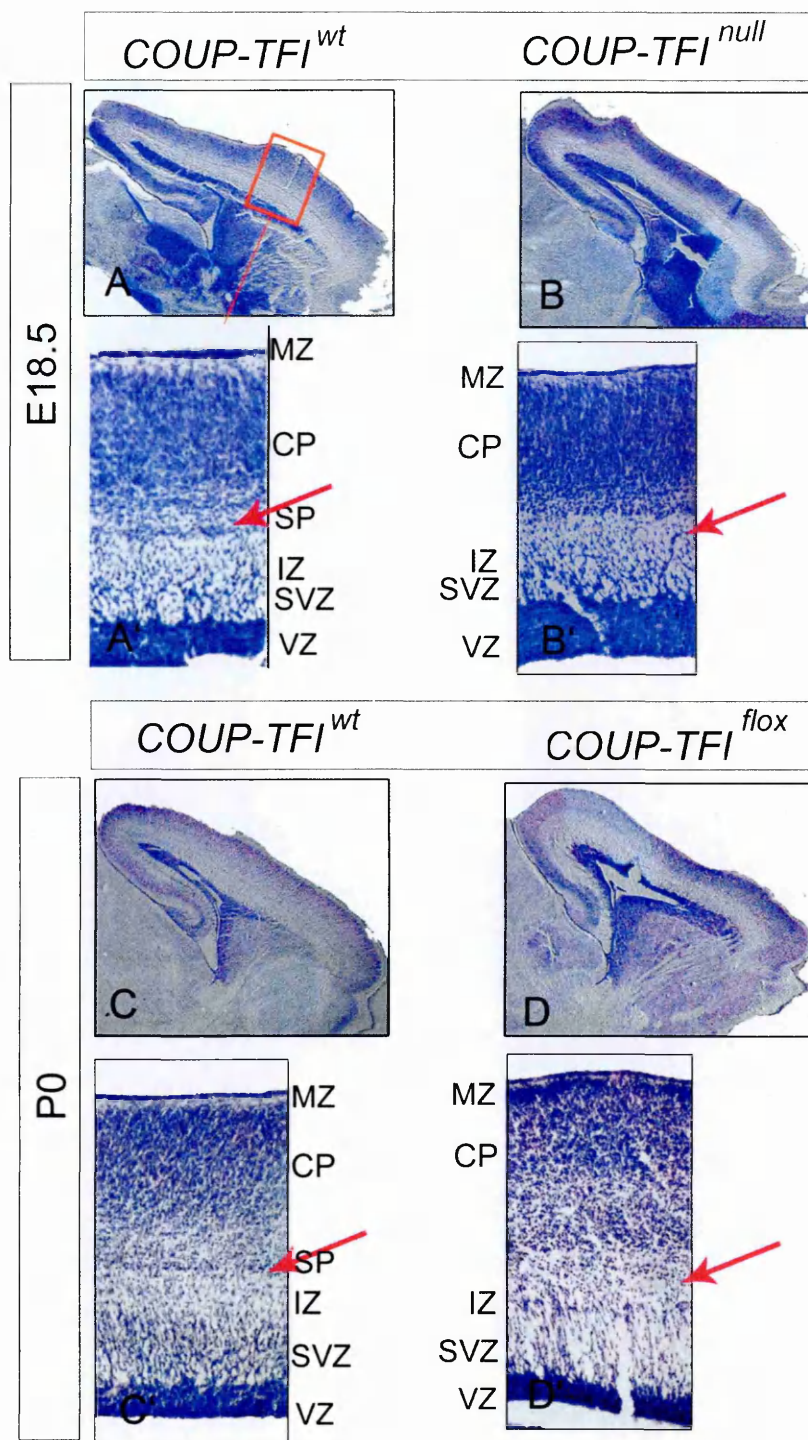 COUP-TFI wt
COUP-TFI null
E18.5
A
B
MZ
CP
SP
IZ
SVZ
VZ
A'
MZ
CP
IZ
SVZ
VZ
B'
COUP-TFI wt
COUP-TFI flox
P0
C
D
MZ
CP
SP
IZ
SVZ
VZ
C'
MZ
CP
IZ
SVZ
VZ
D'